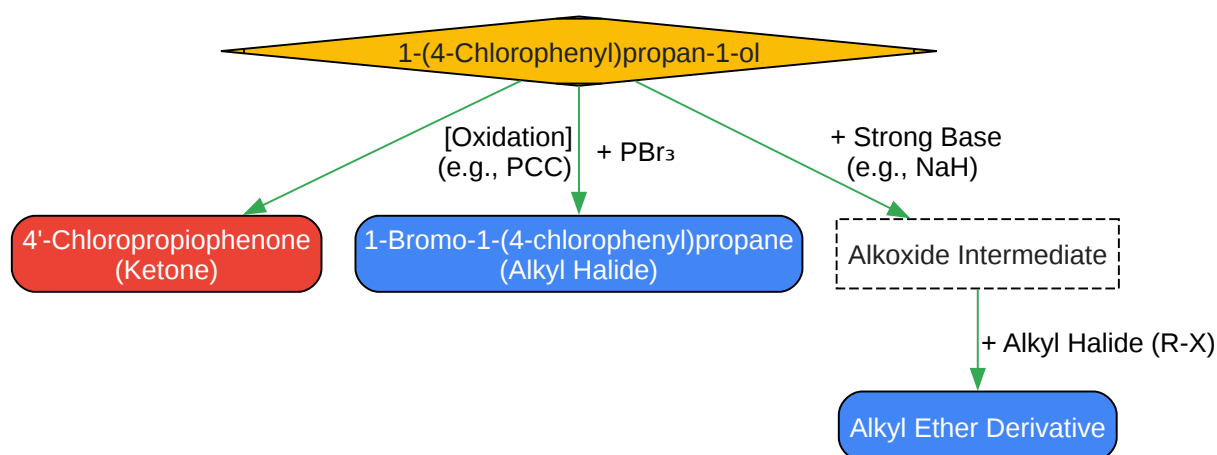 1-(4-Chlorophenyl)propan-1-ol
[Oxidation]
(e.g., PCC)
+ PBr₃
+ Strong Base
(e.g., NaH)
4'-Chloropropiophenone
(Ketone)
1-Bromo-1-(4-chlorophenyl)propane
(Alkyl Halide)
Alkoxide Intermediate
+ Alkyl Halide (R-X)
Alkyl Ether Derivative